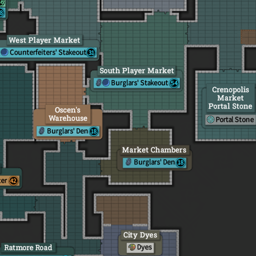 West Player Market
Counterfeiters' Stakeout
South Player Market
Burglars' Stakeout
Crenopolis
Market
Portal Stone
Portal Stone
Oscen's
Warehouse
Burglars' Den
Market Chambers
Burglars' Den
42
Ratmore Road
City Dyes
Dyes